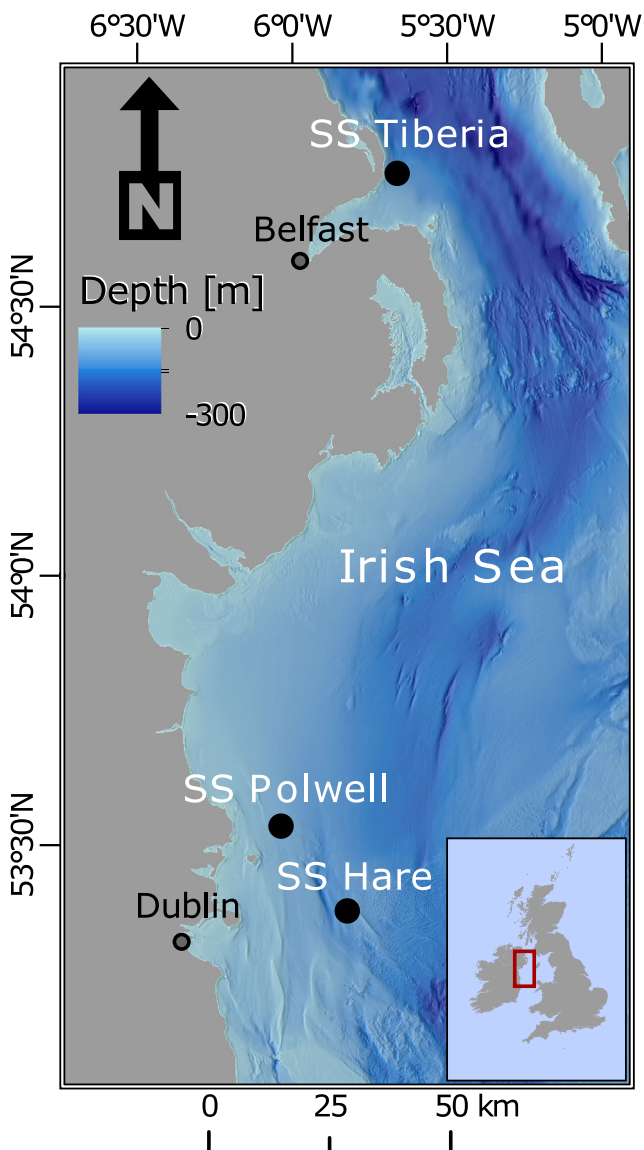 6°30'W 6°0'W 5°30'W 5°0'W
SS Tiberia
N
Belfast
Depth [m]
0
-300
54°30'N
Irish Sea
54°0'N
SS Polwell
53°30'N
SS Hare
Dublin
0 25 50 km